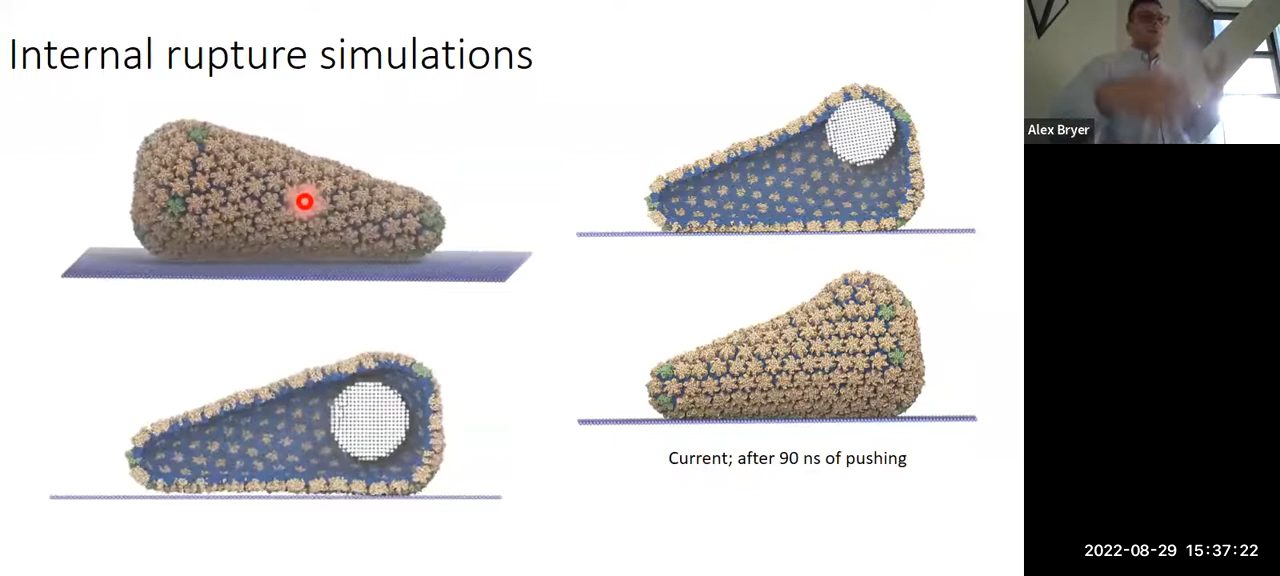 Internal rupture simulations
Alex Bryer
Current; after 90 ns of pushing
2022-08-29 15:37:22